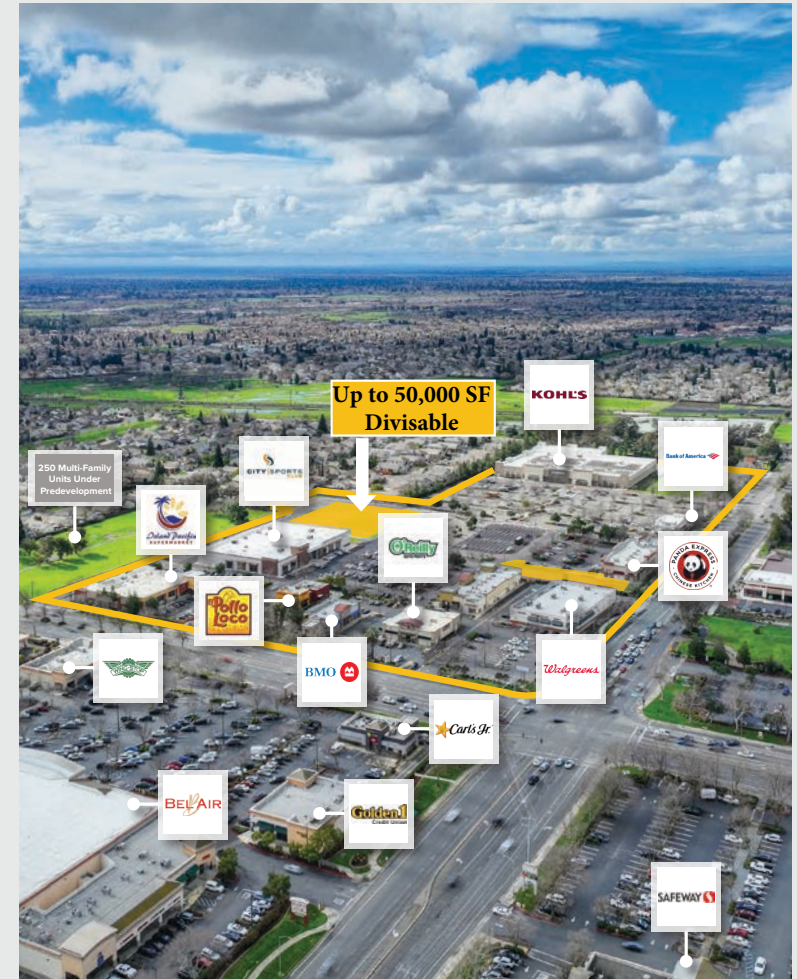 Up to 50,000 SF
Divisable
KOHL'S
CITY SPORTS
CLUB
Bank of America
250 Multi-Family
Units Under
Predevelopment
Island Pacific
SUPERMARKET
O'Reilly
PANDA EXPRESS
CHINESE KITCHEN
El Pollo
Loco
BMO
Walgreens
WINGSTOP
Carl's Jr.
BEL AIR
Golden 1
Credit Union
SAFEWAY